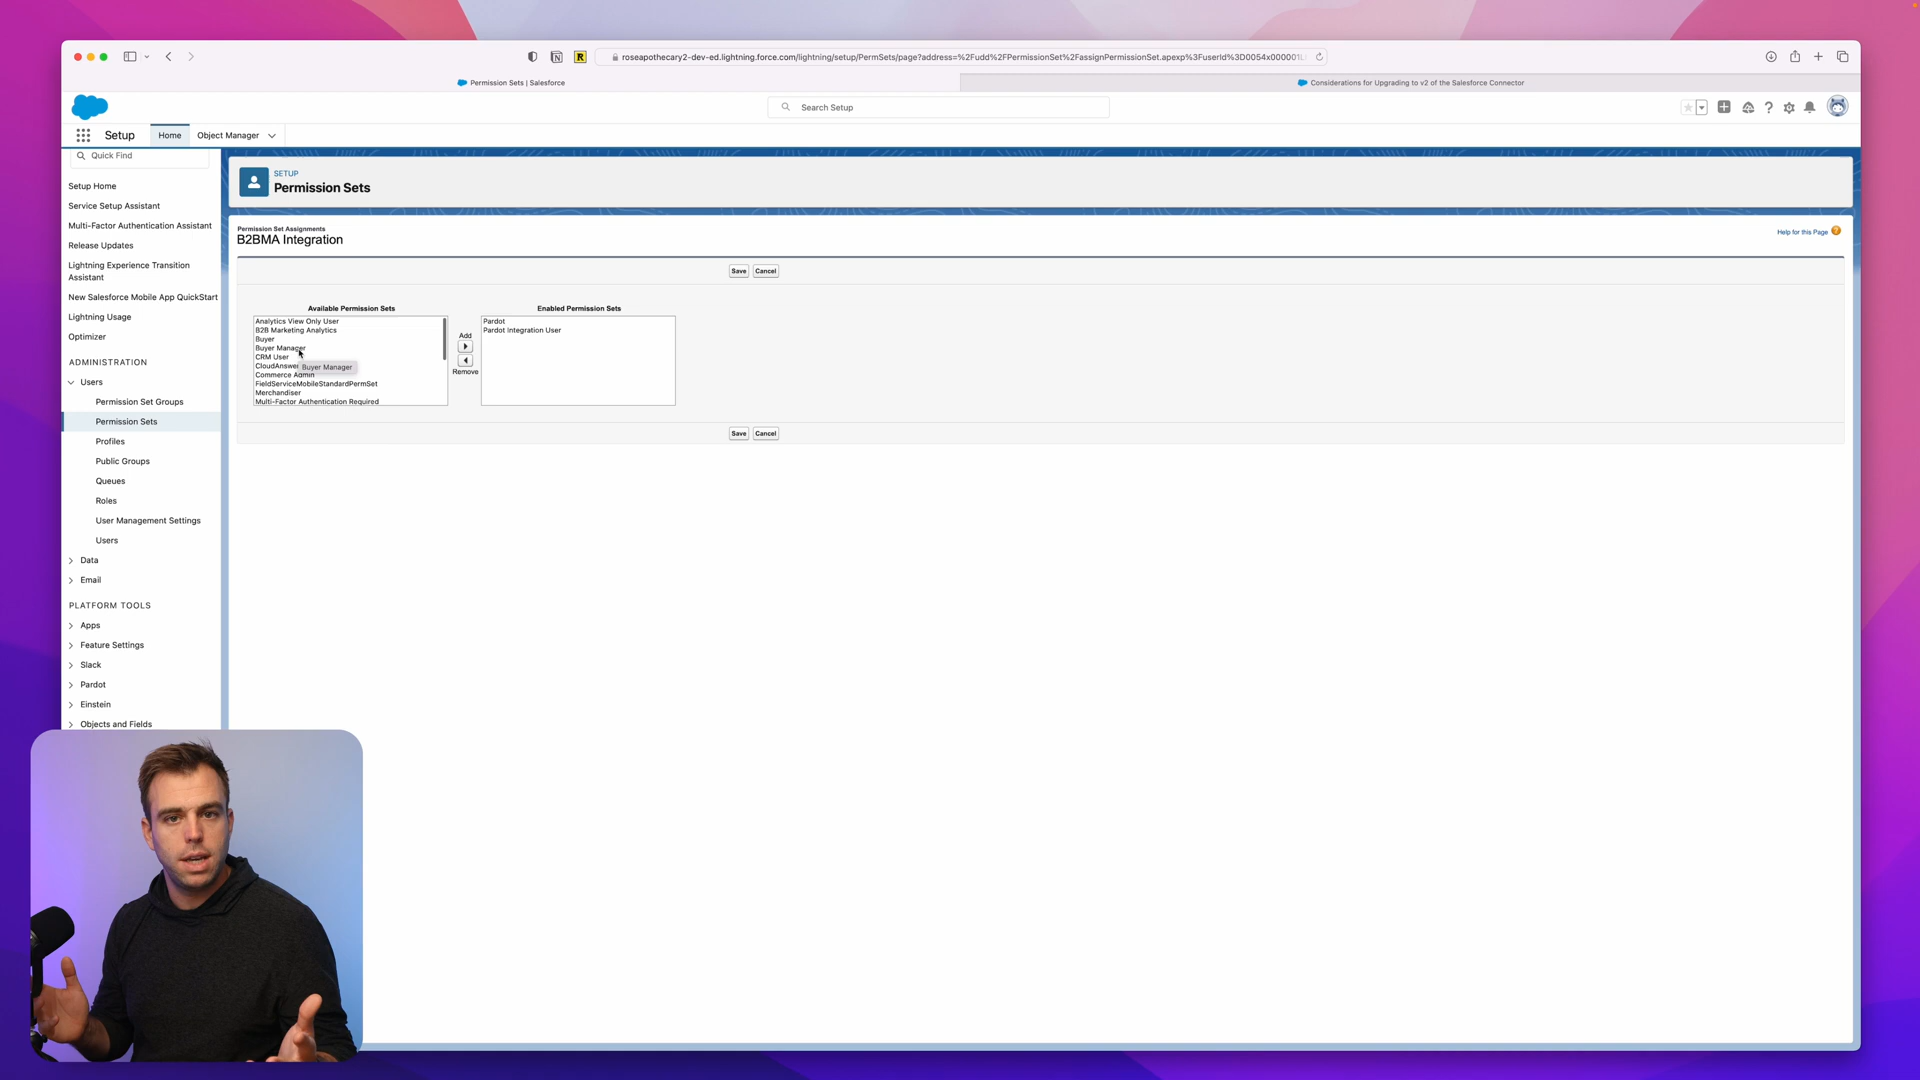 roseapothecary2-dev-ed.lightning.force.com/lightning/setup/PermSets/page?address=%2Fudd%2FPermissionSet%2FassignPermissionSet.apexp%3FuserId%3D0054x000001
Permission Sets | Salesforce
Considerations for Upgrading to v2 of the Salesforce Connector
Search Setup
Setup
Home
Object Manager
Quick Find
Setup Home
Service Setup Assistant
Multi-Factor Authentication Assistant
Release Updates
Lightning Experience Transition
Assistant
New Salesforce Mobile App QuickStart
Lightning Usage
Optimizer
ADMINISTRATION
Users
Permission Set Groups
Permission Sets
Profiles
Public Groups
Queues
Roles
User Management Settings
Users
Data
Email
PLATFORM TOOLS
Apps
Feature Settings
Slack
Pardot
Einstein
Objects and Fields
SETUP
Permission Sets
Permission Set Assignments
B2BMA Integration
Help for this Page
Save
Cancel
Available Permission Sets
Analytics View Only User
B2B Marketing Analytics
Buyer
Buyer Manager
CRM User
CloudAnswe
Buyer Manager
Commerce Admin
FieldServiceMobileStandardPermSet
Merchandiser
Multi-Factor Authentication Required
Add
Remove
Enabled Permission Sets
Pardot
Pardot Integration User
Save
Cancel